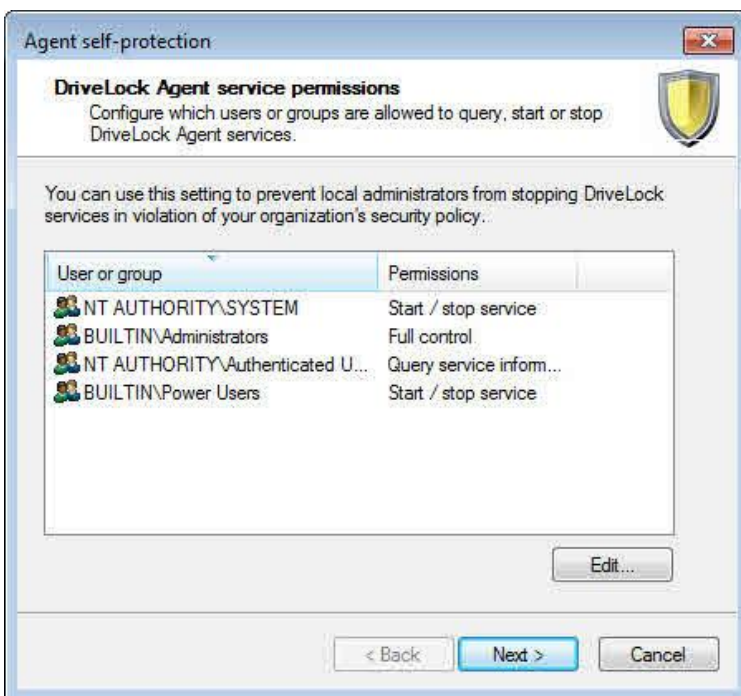 Agent self-protection
DriveLock Agent service permissions
Configure which users or groups are allowed to query, start or stop
DriveLock Agent services.
You can use this setting to prevent local administrators from stopping DriveLock
services in violation of your organization's security policy.
User or group Permissions
NT AUTHORITY\SYSTEM Start / stop service
BUILTIN\Administrators Full control
NT AUTHORITY\Authenticated U... Query service inform...
BUILTIN\Power Users Start / stop service
Edit...
< Back Next > Cancel